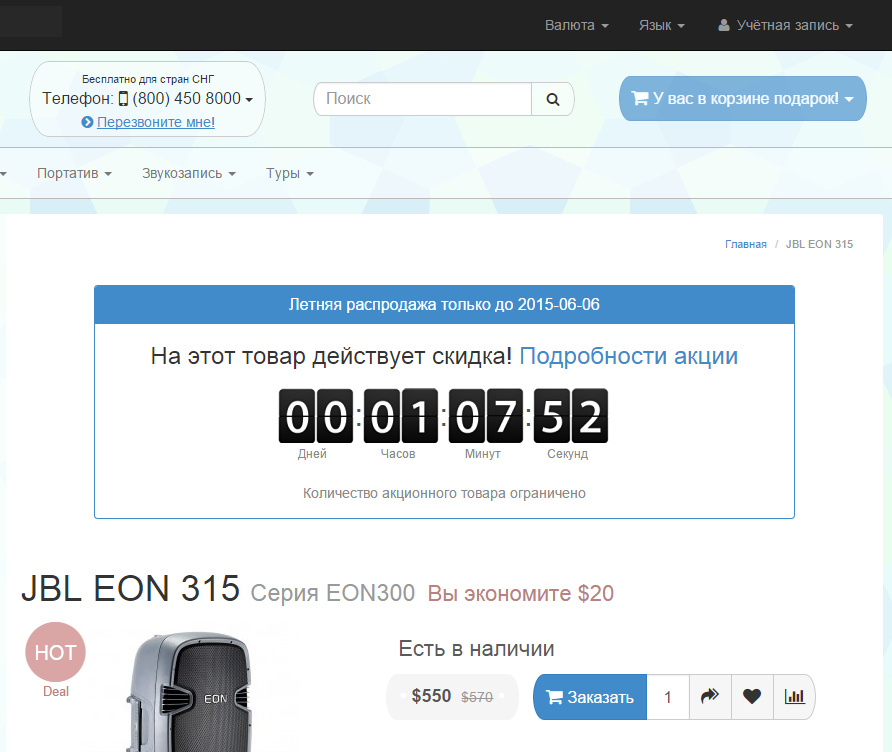 Валюта Язык Учётная запись
Бесплатно для стран СНГ
Телефон: (800) 450 8000
Перезвоните мне!
Поиск
У вас в корзине подарок!
Портатив Звукозапись Туры
Главная / JBL EON 315
Летняя распродажа только до 2015-06-06
На этот товар действует скидка! Подробности акции
00:01:07:52
Дней Часов Минут Секунд
Количество акционного товара ограничено
JBL EON 315 Серия EON300 Вы экономите $20
HOT
Deal
EON
Есть в наличии
$550 $570 Заказать 1